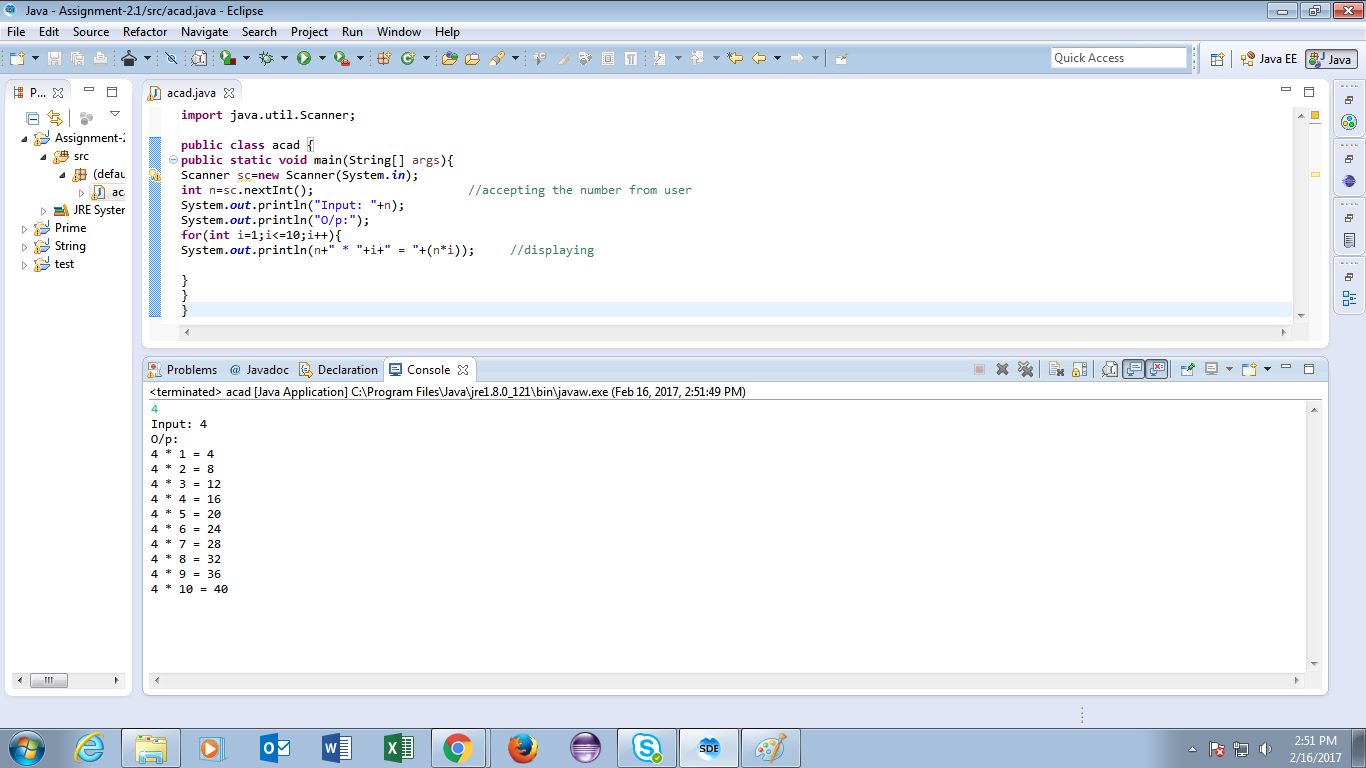 Java - Assignment-2.1/src/acad.java - Eclipse
File Edit Source Refactor Navigate Search Project Run Window Help
Quick Access
Java EE
Java
P...
Assignment-2
src
(defau
ac
JRE System
Prime
String
test
acad.java
import java.util.Scanner;
public class acad {
public static void main(String[] args){
Scanner sc=new Scanner(System.in);
int n=sc.nextInt(); //accepting the number from user
System.out.println("Input: "+n);
System.out.println("O/p:");
for(int i=1;i<=10;i++){
System.out.println(n+" * "+i+" = "+(n*i)); //displaying
}
}
}
Problems @ Javadoc Declaration Console
<terminated> acad [Java Application] C:\Program Files\Java\jre1.8.0_121\bin\javaw.exe (Feb 16, 2017, 2:51:49 PM)
4
Input: 4
O/p:
4 * 1 = 4
4 * 2 = 8
4 * 3 = 12
4 * 4 = 16
4 * 5 = 20
4 * 6 = 24
4 * 7 = 28
4 * 8 = 32
4 * 9 = 36
4 * 10 = 40
SDE
2:51 PM
2/16/2017